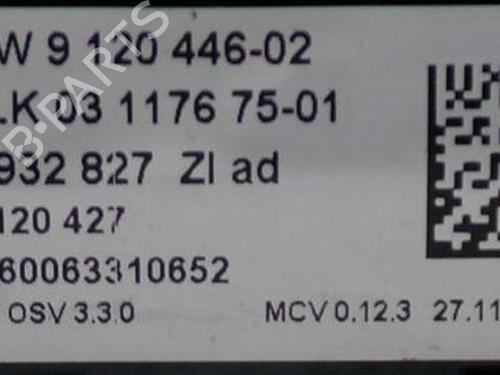 W 9 120 446-02
LK 03 1176 75-01
932 827 ZI ad
120 427
60063310652
OSV 3.3.0 MCV 0.12.3 27.11
B-PARTS